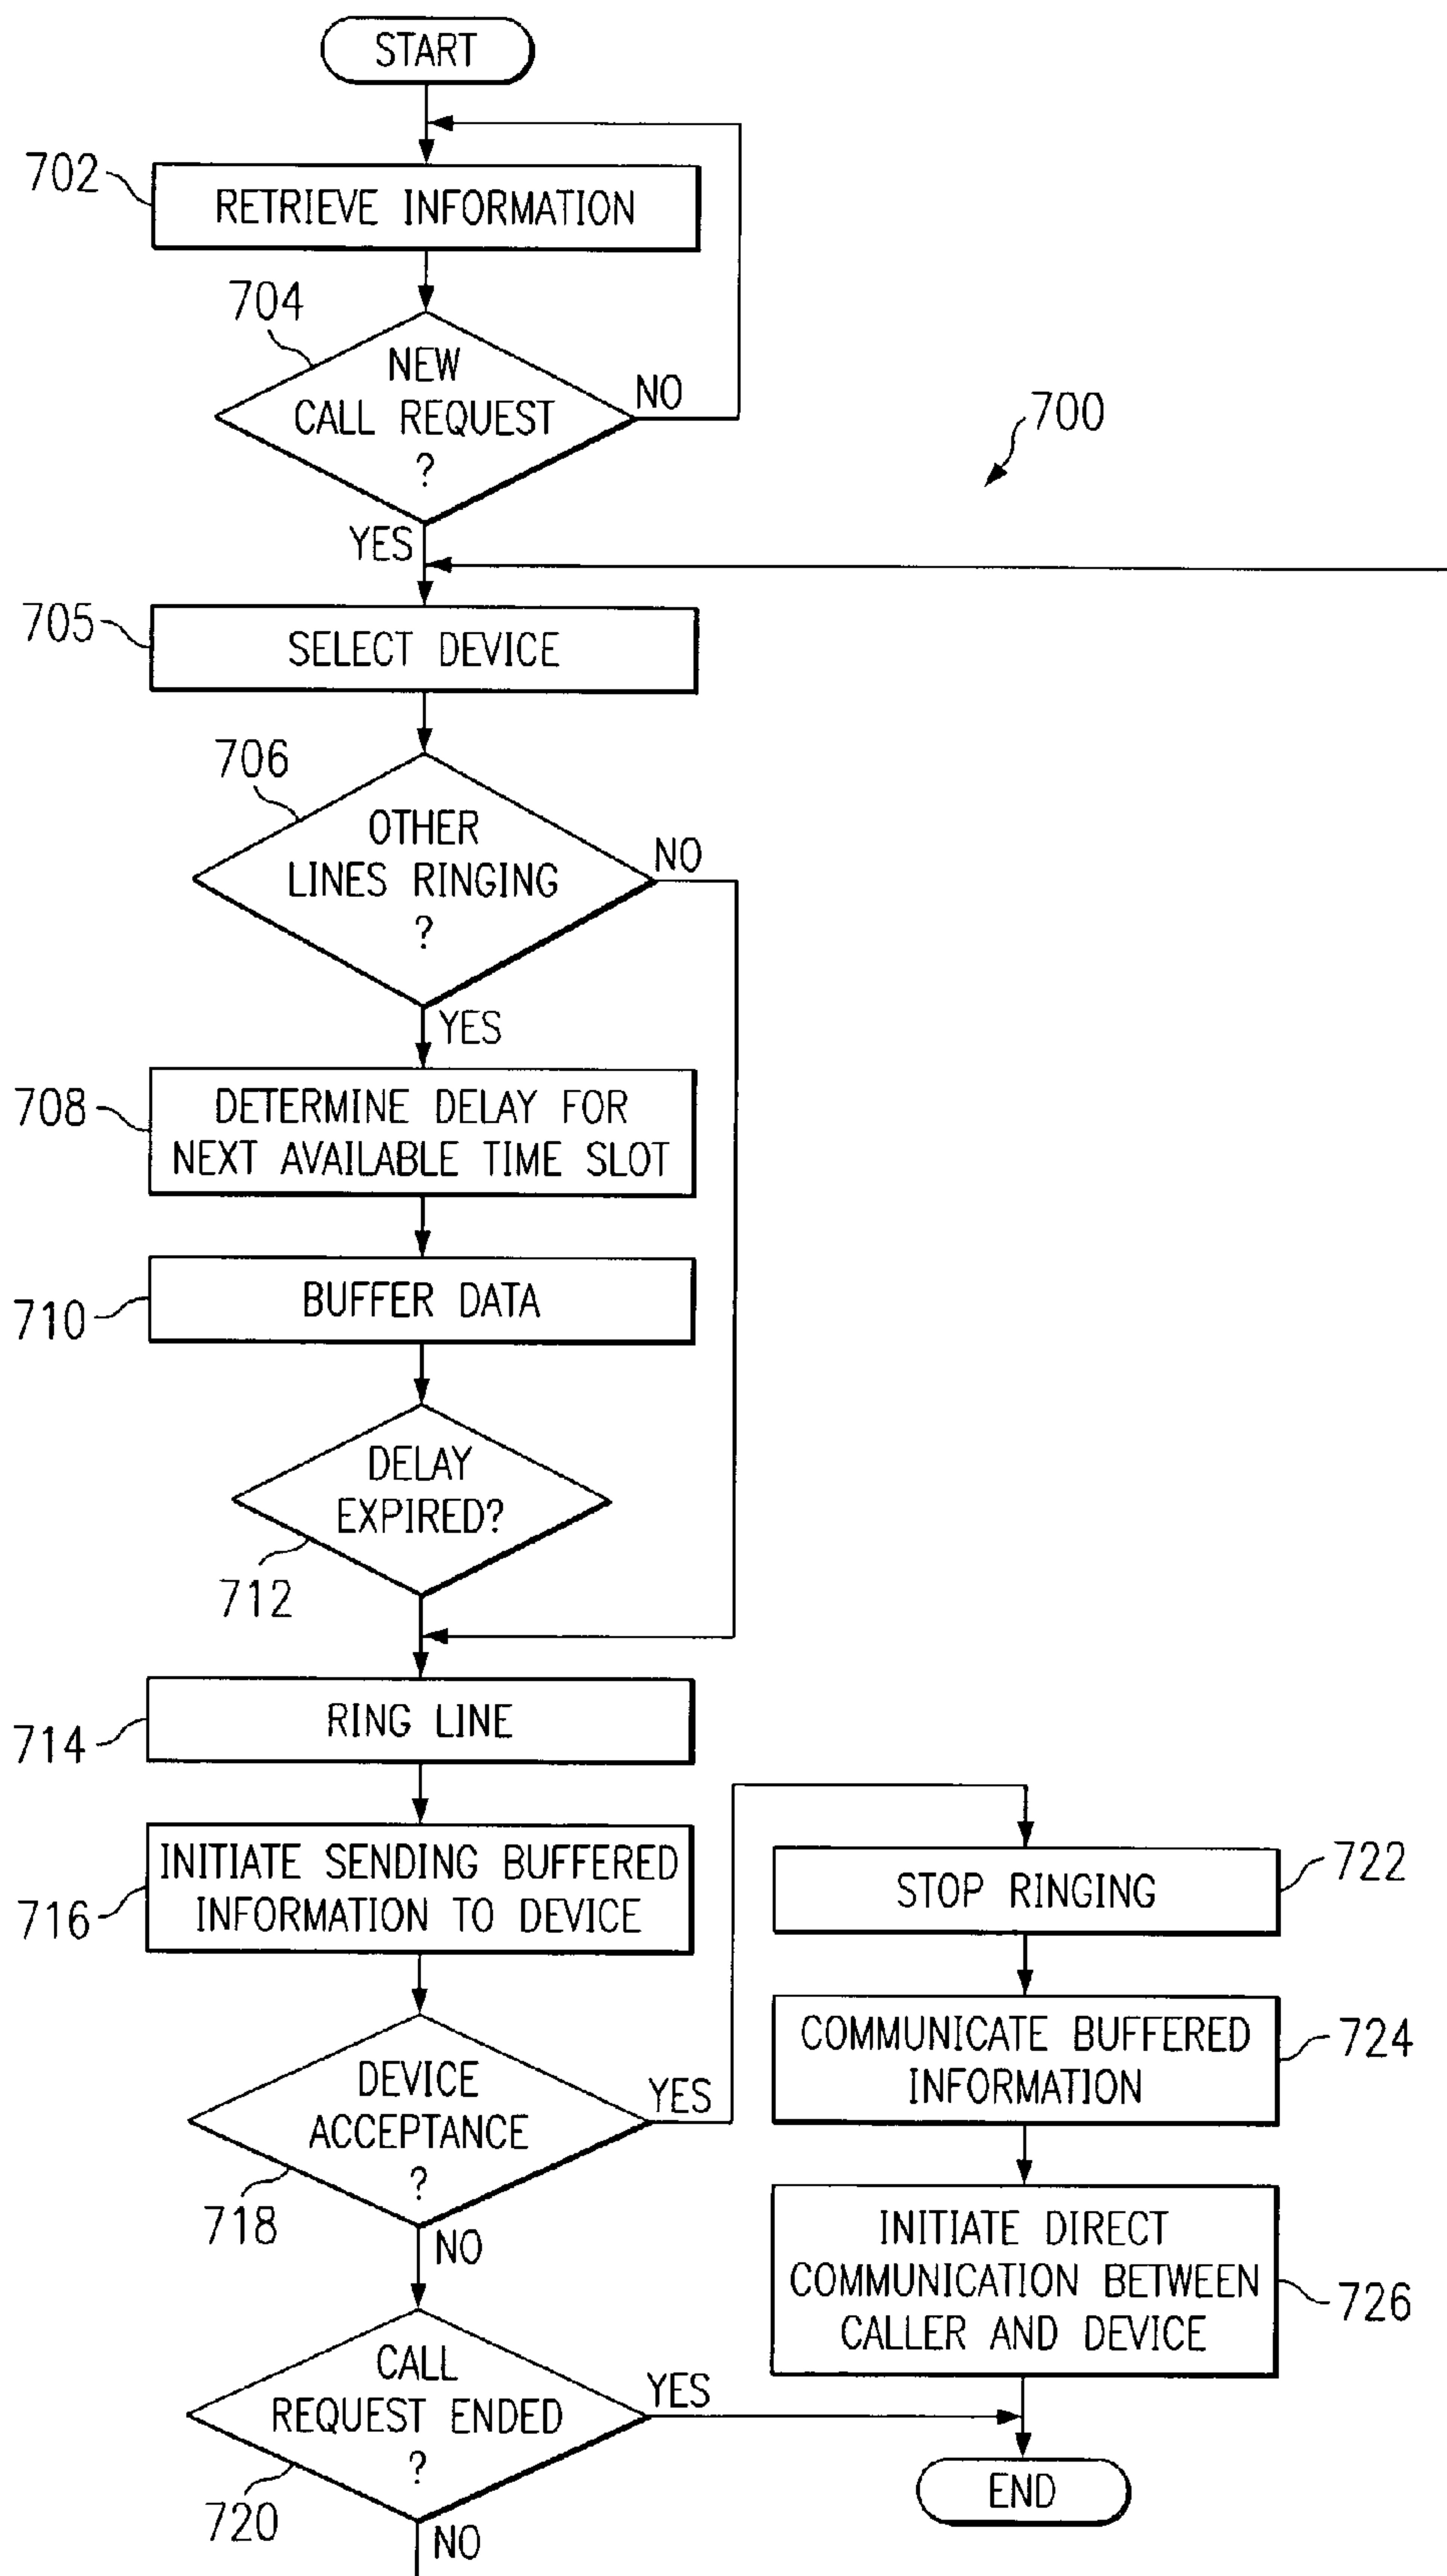 START
702
RETRIEVE INFORMATION
704
NEW
CALL REQUEST
?
NO
700
YES
705
SELECT DEVICE
706
OTHER
LINES RINGING
?
NO
YES
708
DETERMINE DELAY FOR
NEXT AVAILABLE TIME SLOT
710
BUFFER DATA
DELAY
EXPIRED?
712
714
RING LINE
716
INITIATE SENDING BUFFERED
INFORMATION TO DEVICE
DEVICE
ACCEPTANCE
?
YES
718
NO
722
STOP RINGING
724
COMMUNICATE BUFFERED
INFORMATION
726
INITIATE DIRECT
COMMUNICATION BETWEEN
CALLER AND DEVICE
CALL
REQUEST ENDED
?
YES
720
NO
END